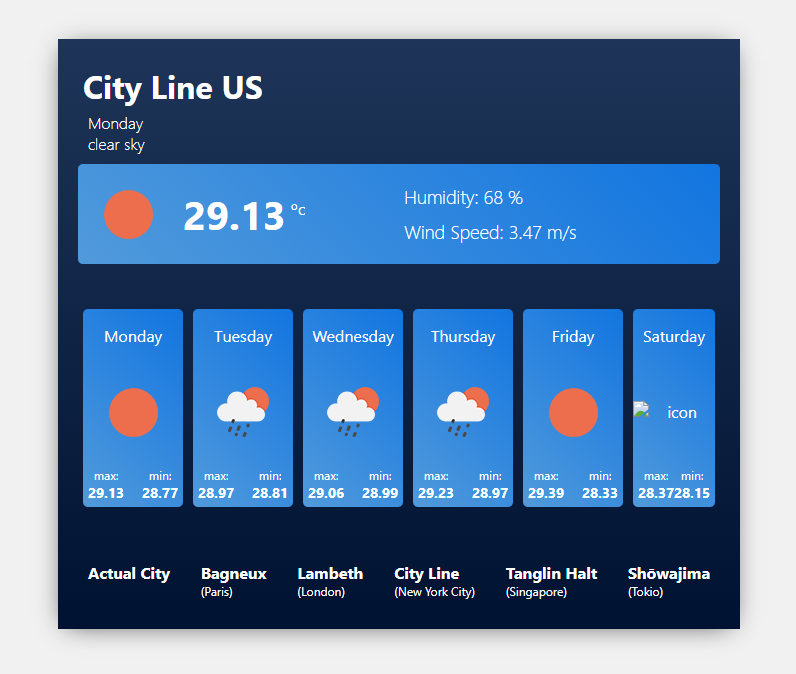 City Line US
Monday
clear sky
29.13 °c
Humidity: 68 %
Wind Speed: 3.47 m/s
Monday
max: min:
29.13 28.77
Tuesday
max: min:
28.97 28.81
Wednesday
max: min:
29.06 28.99
Thursday
max: min:
29.23 28.97
Friday
max: min:
29.39 28.33
Saturday
icon
max: min:
28.37 28.15
Actual City
Bagneux
(Paris)
Lambeth
(London)
City Line
(New York City)
Tanglin Halt
(Singapore)
Shōwajima
(Tokio)